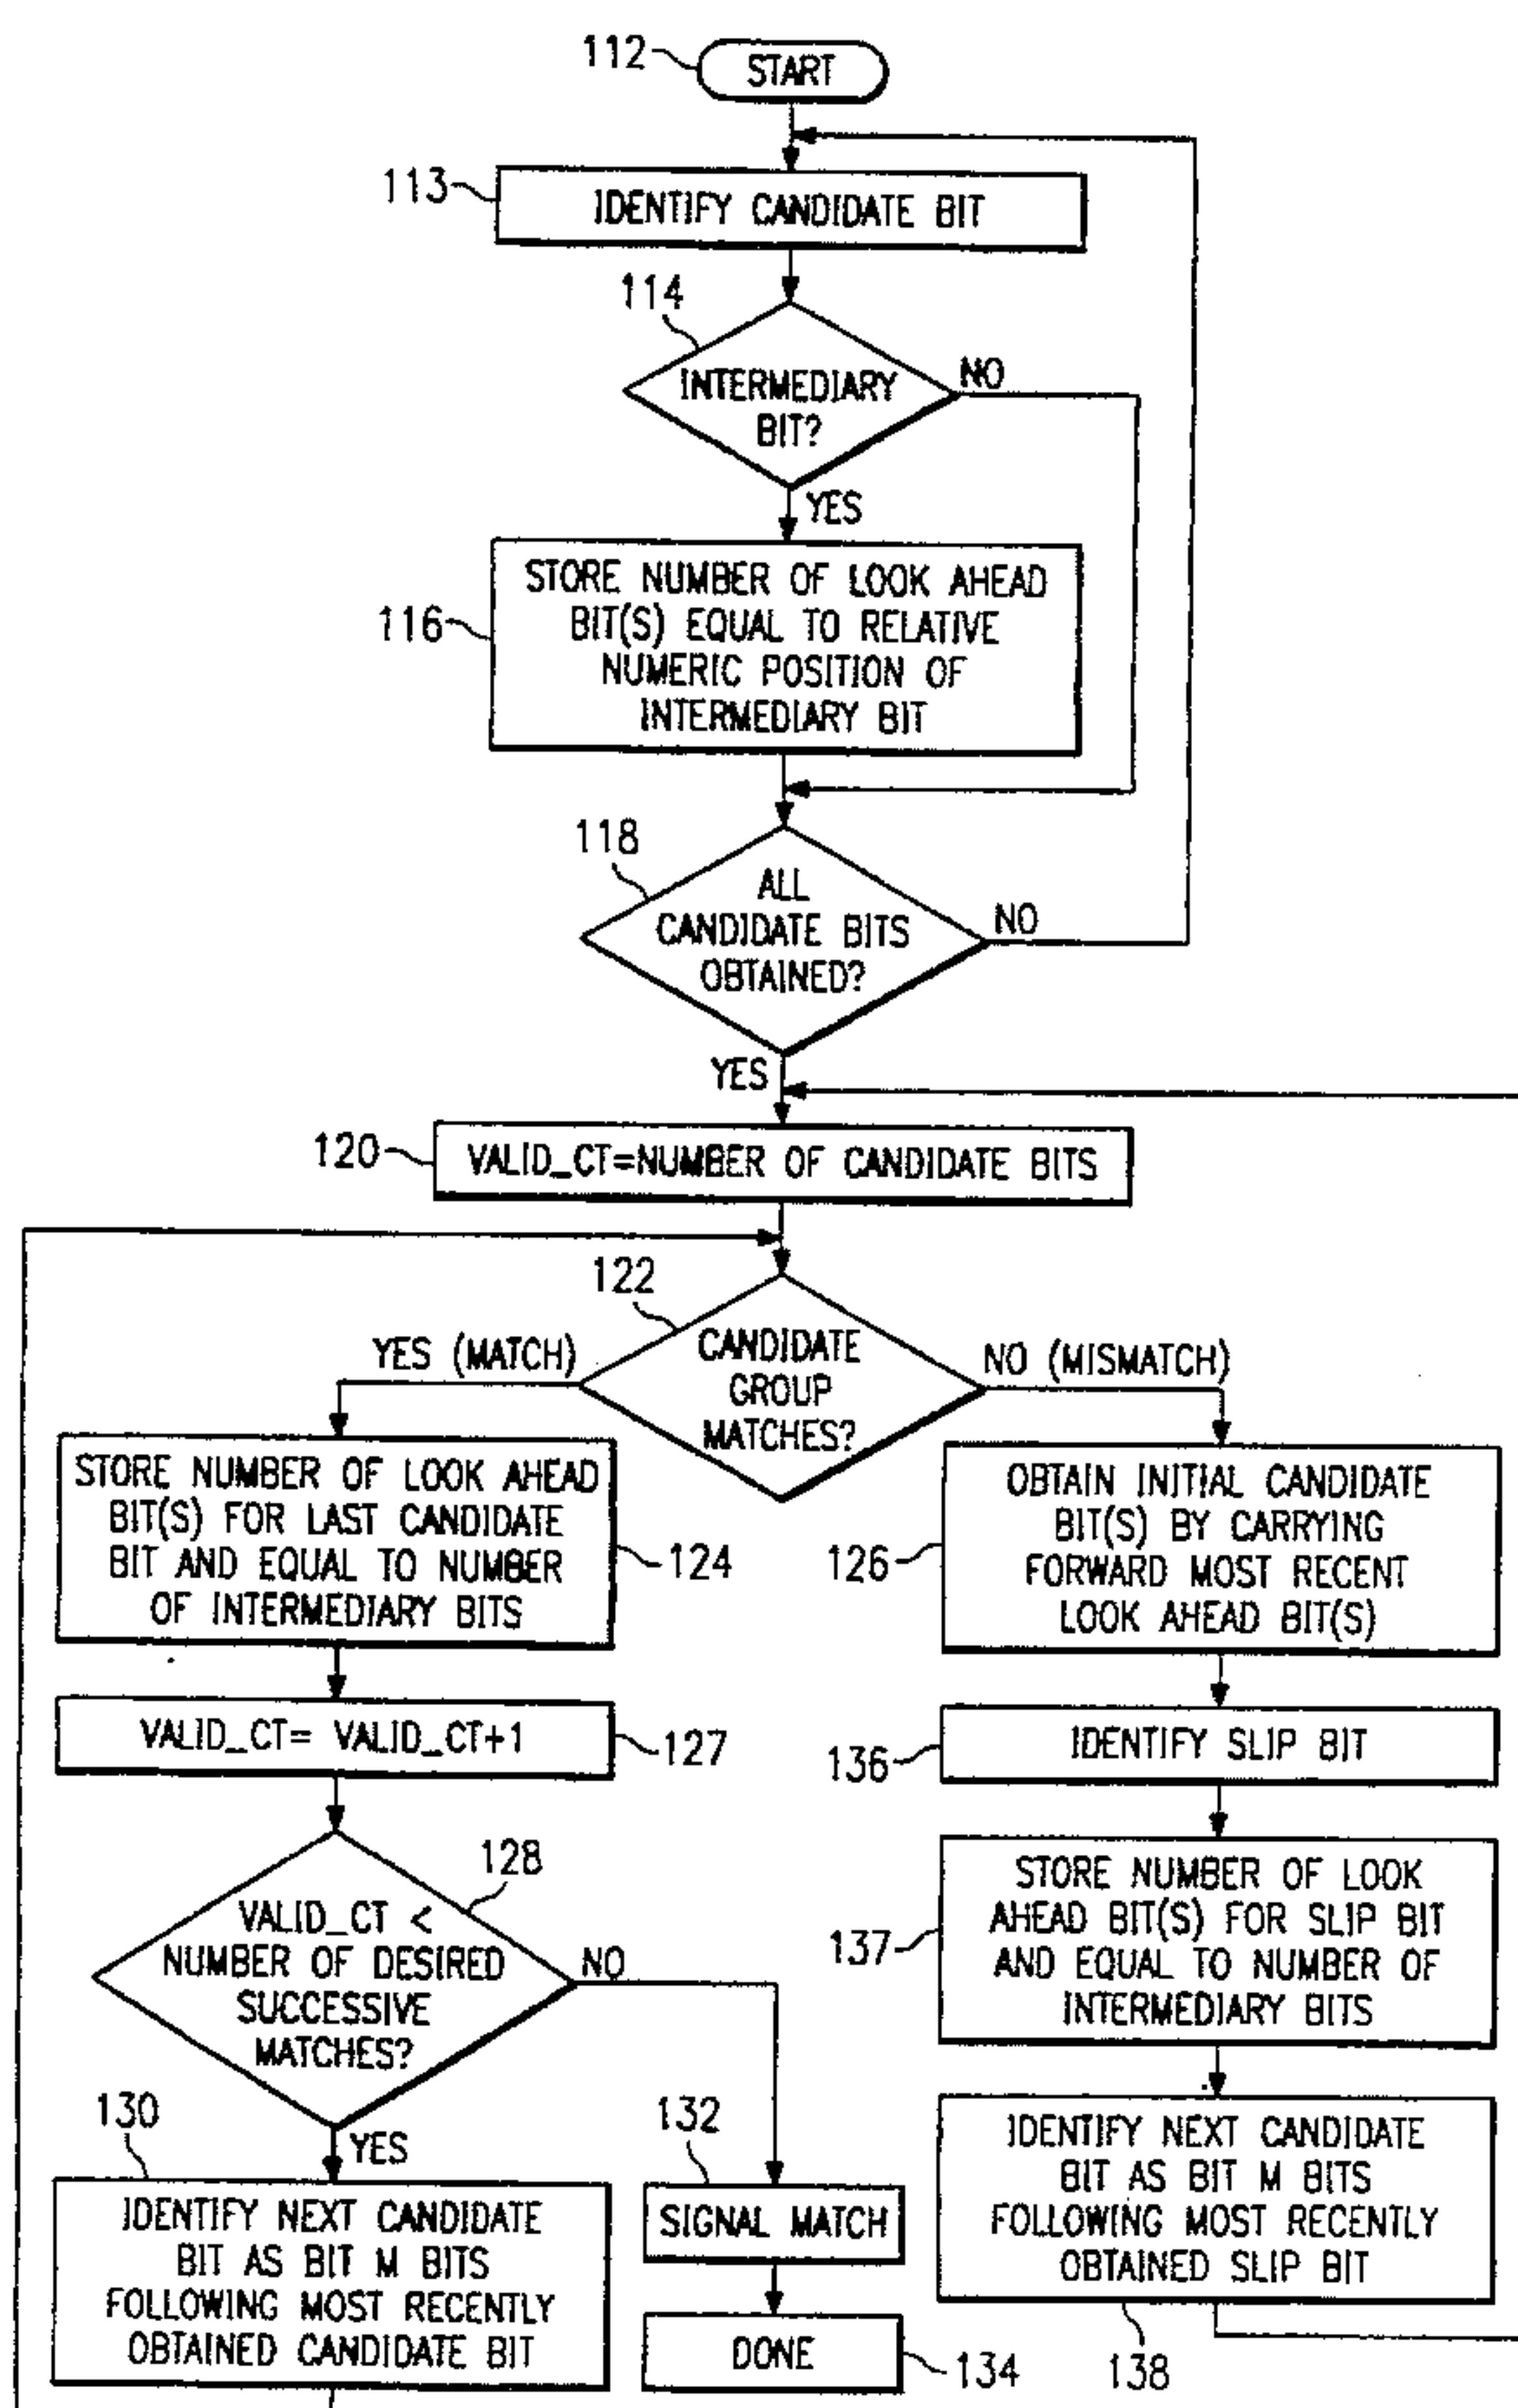 112
START
113
IDENTIFY CANDIDATE BIT
114
INTERMEDIARY
BIT?
NO
YES
116
STORE NUMBER OF LOOK AHEAD
BIT(S) EQUAL TO RELATIVE
NUMERIC POSITION OF
INTERMEDIARY BIT
118
ALL
CANDIDATE BITS
OBTAINED?
NO
YES
120
VALID_CT=NUMBER OF CANDIDATE BITS
122
CANDIDATE
GROUP
MATCHES?
YES (MATCH)
NO (MISMATCH)
STORE NUMBER OF LOOK AHEAD
BIT(S) FOR LAST CANDIDATE
BIT AND EQUAL TO NUMBER
OF INTERMEDIARY BITS
124
126
OBTAIN INITIAL CANDIDATE
BIT(S) BY CARRYING
FORWARD MOST RECENT
LOOK AHEAD BIT(S)
VALID_CT= VALID_CT+1
127
136
IDENTIFY SLIP BIT
128
VALID_CT <
NUMBER OF DESIRED
SUCCESSIVE
MATCHES?
NO
YES
137
STORE NUMBER OF LOOK
AHEAD BIT(S) FOR SLIP BIT
AND EQUAL TO NUMBER OF
INTERMEDIARY BITS
130
IDENTIFY NEXT CANDIDATE
BIT AS BIT M BITS
FOLLOWING MOST RECENTLY
OBTAINED CANDIDATE BIT
132
SIGNAL MATCH
DONE
134
IDENTIFY NEXT CANDIDATE
BIT AS BIT M BITS
FOLLOWING MOST RECENTLY
OBTAINED SLIP BIT
138